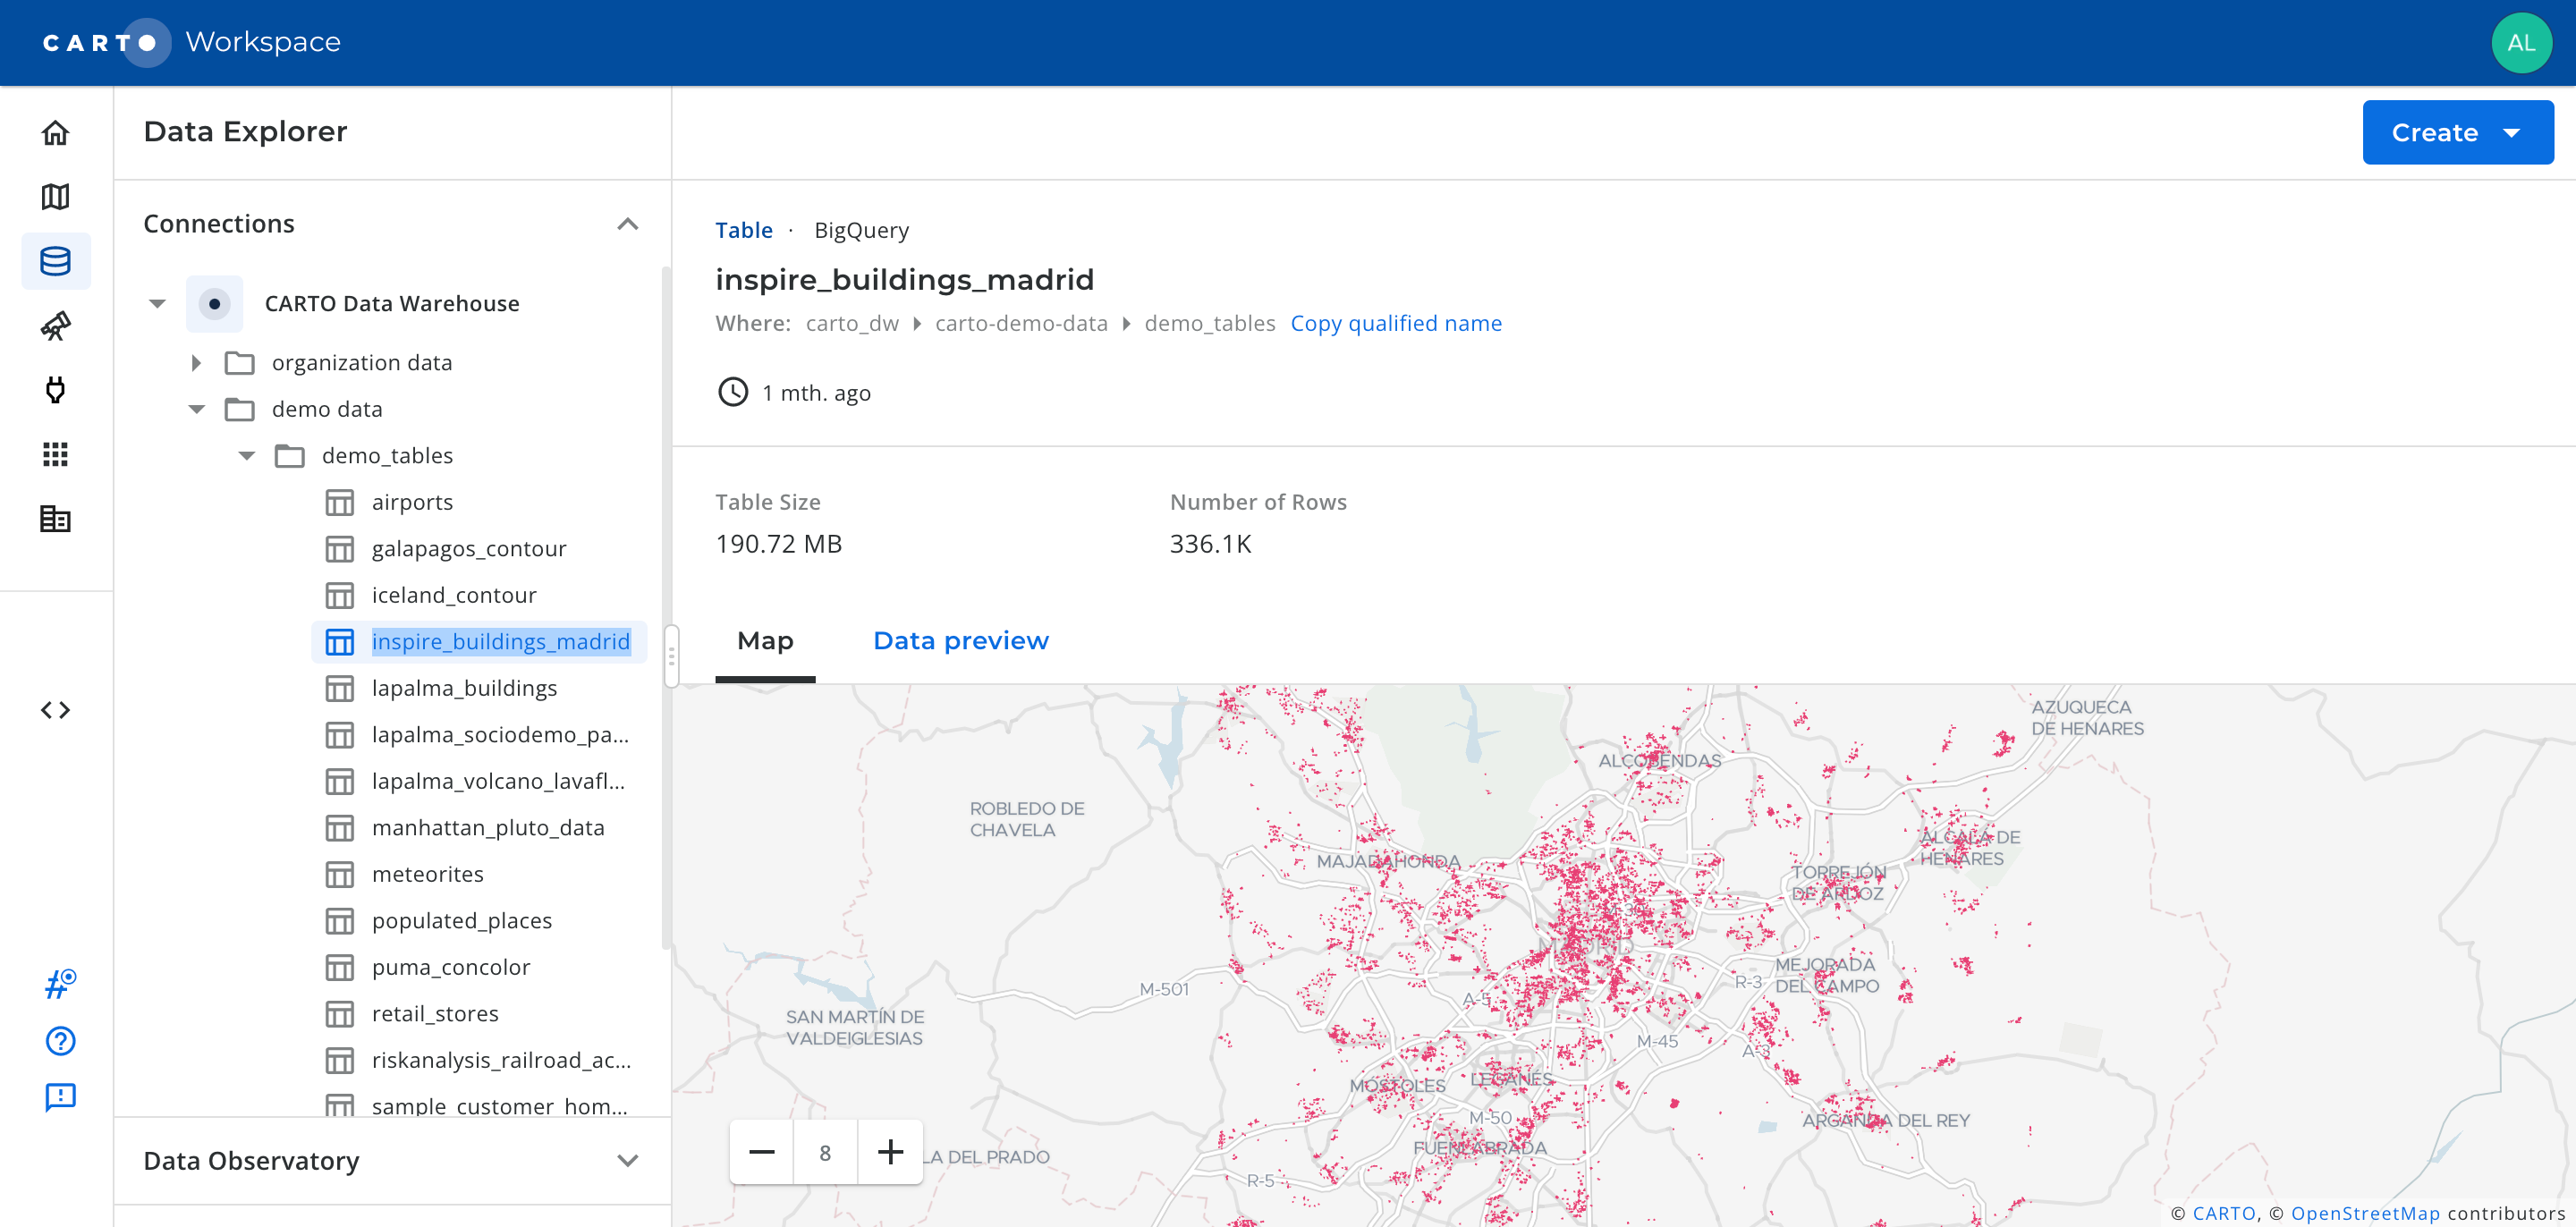 CARTO Workspace
AL
Data Explorer
Create
Connections
CARTO Data Warehouse
organization data
demo data
demo_tables
airports
galapagos_contour
iceland_contour
inspire_buildings_madrid
lapalma_buildings
lapalma_sociodemo_pa...
lapalma_volcano_lavafl...
manhattan_pluto_data
meteorites
populated_places
puma_concolor
retail_stores
riskanalysis_railroad_ac...
sample_customer_hom...
Data Observatory
Table · BigQuery
inspire_buildings_madrid
Where: carto_dw carto-demo-data demo_tables Copy qualified name
1 mth. ago
Table Size
190.72 MB
Number of Rows
336.1K
Map
Data preview
AZUQUECA
DE HENARES
ALCOBENDAS
ROBLEDO DE
CHAVELA
ALCALÁ DE
HENARES
MAJADAHONDA
TORREJÓN
DE ARDOZ
M-30
MADRID
MEJORADA
DEL CAMPO
R-3
M-501
A-5
SAN MARTÍN DE
VALDEIGLESIAS
M-45
A-3
MÓSTOLES
LEGANÉS
M-50
ARGANDA DEL REY
FUENLABRADA
8
LA DEL PRADO
R-5
© CARTO, © OpenStreetMap contributors